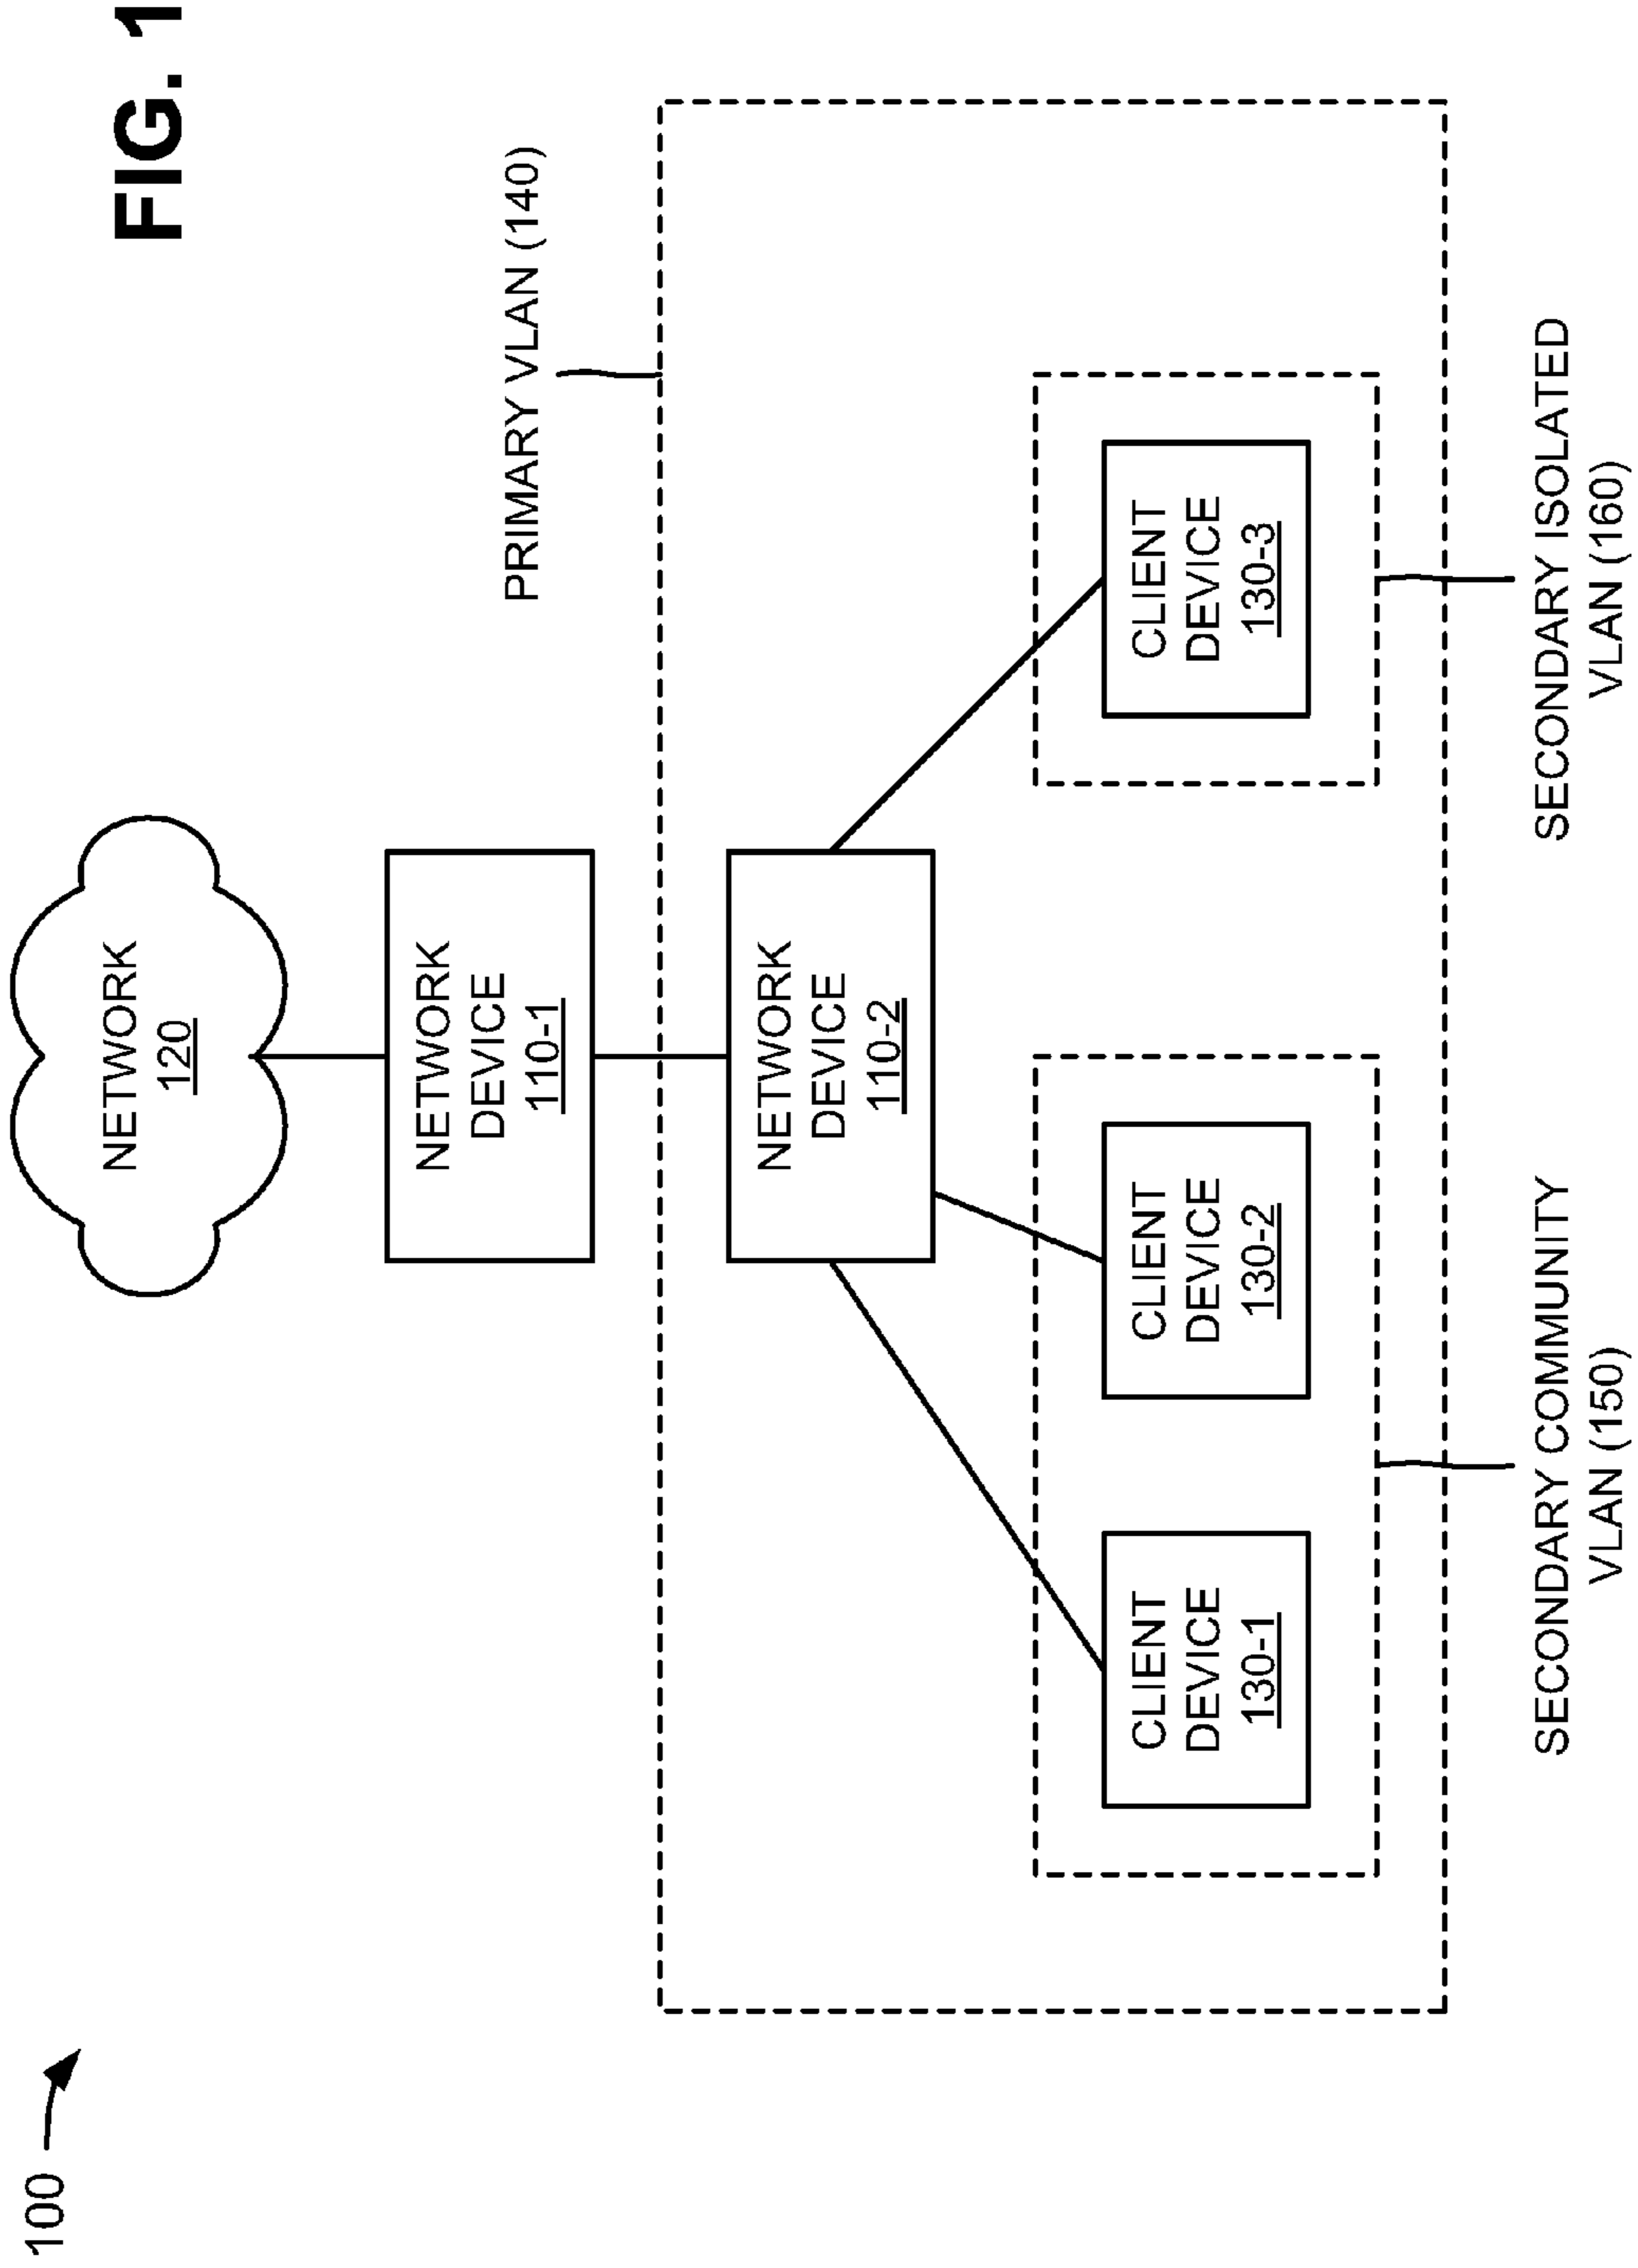 100
FIG. 1
NETWORK
120
NETWORK
DEVICE
110-1
PRIMARY VLAN (140)
NETWORK
DEVICE
110-2
CLIENT
DEVICE
130-1
CLIENT
DEVICE
130-2
CLIENT
DEVICE
130-3
SECONDARY COMMUNITY
VLAN (150)
SECONDARY ISOLATED
VLAN (160)